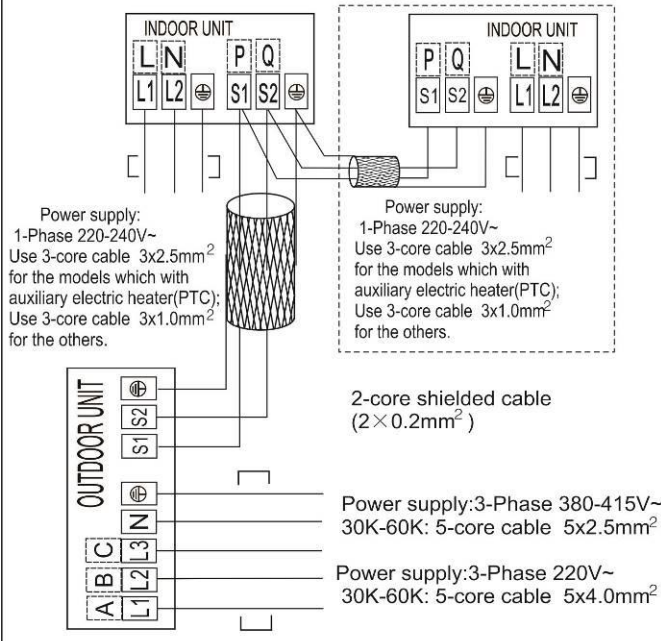 INDOOR UNIT
L N P Q
L1 L2 S1 S2
INDOOR UNIT
P Q L N
S1 S2 L1 L2
Power supply:
1-Phase 220-240V~
Use 3-core cable 3x2.5mm²
for the models which with
auxiliary electric heater(PTC);
Use 3-core cable 3x1.0mm²
for the others.
Power supply:
1-Phase 220-240V~
Use 3-core cable 3x2.5mm²
for the models which with
auxiliary electric heater(PTC);
Use 3-core cable 3x1.0mm²
for the others.
OUTDOOR UNIT
S2
S1
N
C L3
B L2
A L1
2-core shielded cable
(2×0.2mm²)
Power supply:3-Phase 380-415V~
30K-60K: 5-core cable 5x2.5mm²
Power supply:3-Phase 220V~
30K-60K: 5-core cable 5x4.0mm²